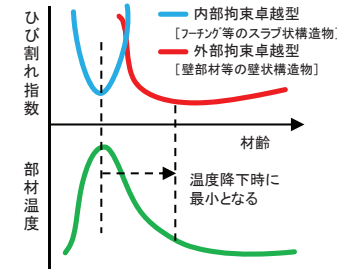 ひび割れ指数
内部拘束卓越型
[フーチング等のスラブ状構造物]
外部拘束卓越型
[壁部材等の壁状構造物]
材齢
部材温度
温度降下時に
最小となる